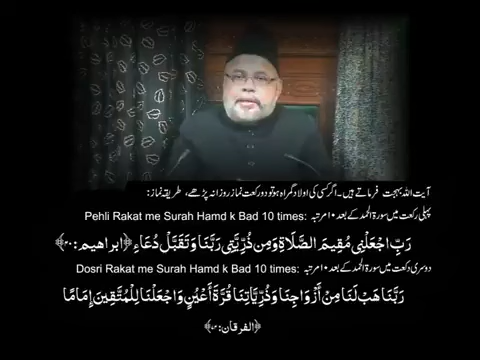 آیت اللہ بہجت فرماتے ہیں۔ اگر کسی کی اولاد گمراہ ہو تو دو رکعت نماز روزانہ پڑھے، طریقہ نماز:
پہلی رکعت میں سورۃ الحمد کے بعد ۱۰ مرتبہ :Pehli Rakat me Surah Hamd k Bad 10 times
رَبِّ اجْعَلْنِي مُقِيمَ الصَّلَاةِ وَمِن ذُرِّيَّتِي رَبَّنَا وَتَقَبَّلْ دُعَاءِ ﴿ابراھیم:۴۰﴾
دوسری رکعت میں سورۃ الحمد کے بعد ۱۰ مرتبہ :Dosri Rakat me Surah Hamd k Bad 10 times
رَبَّنَا هَبْ لَنَا مِنْ أَزْوَاجِنَا وَذُرِّيَّاتِنَا قُرَّةَ أَعْيُنٍ وَاجْعَلْنَا لِلْمُتَّقِينَ إِمَامًا